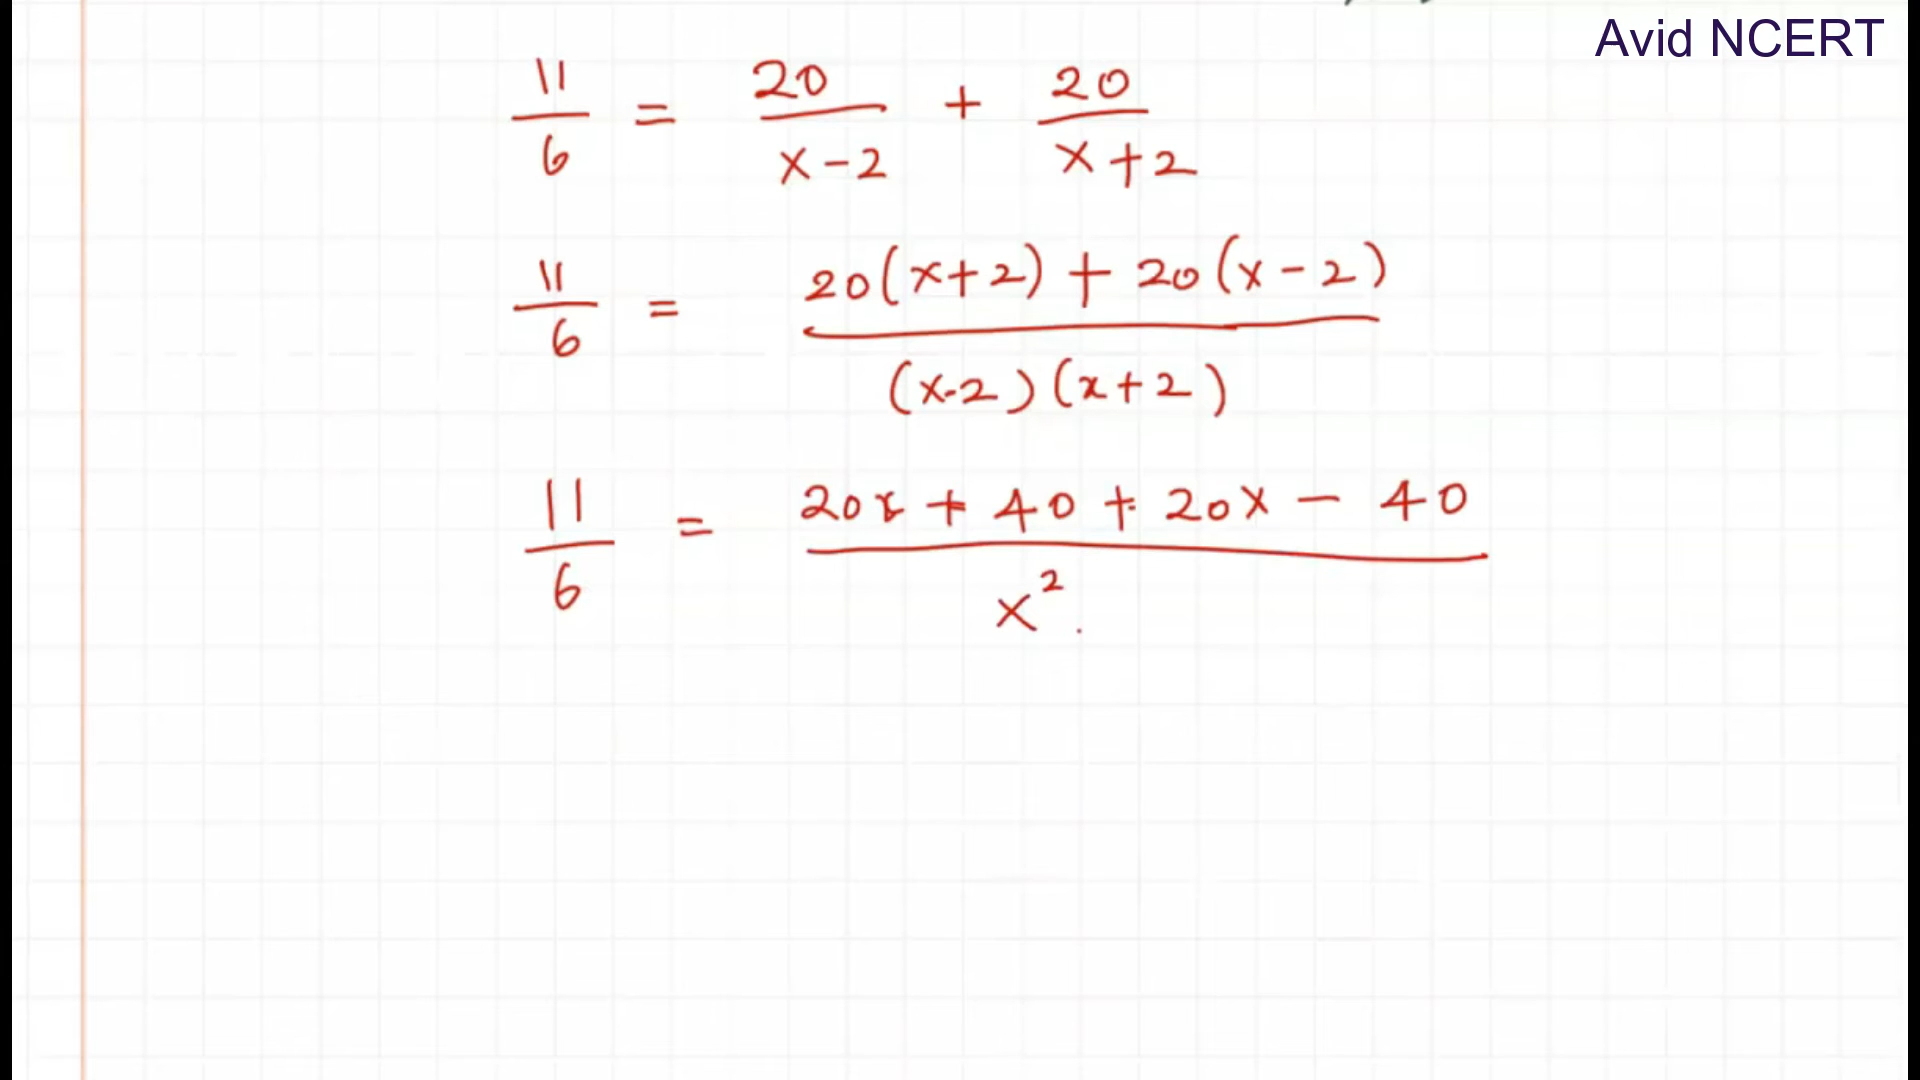 Avid NCERT
11/6 = 20/(x-2) + 20/(x+2)
11/6 = (20(x+2) + 20(x-2))/((x-2)(x+2))
11/6 = (20x + 40 + 20x - 40)/x².